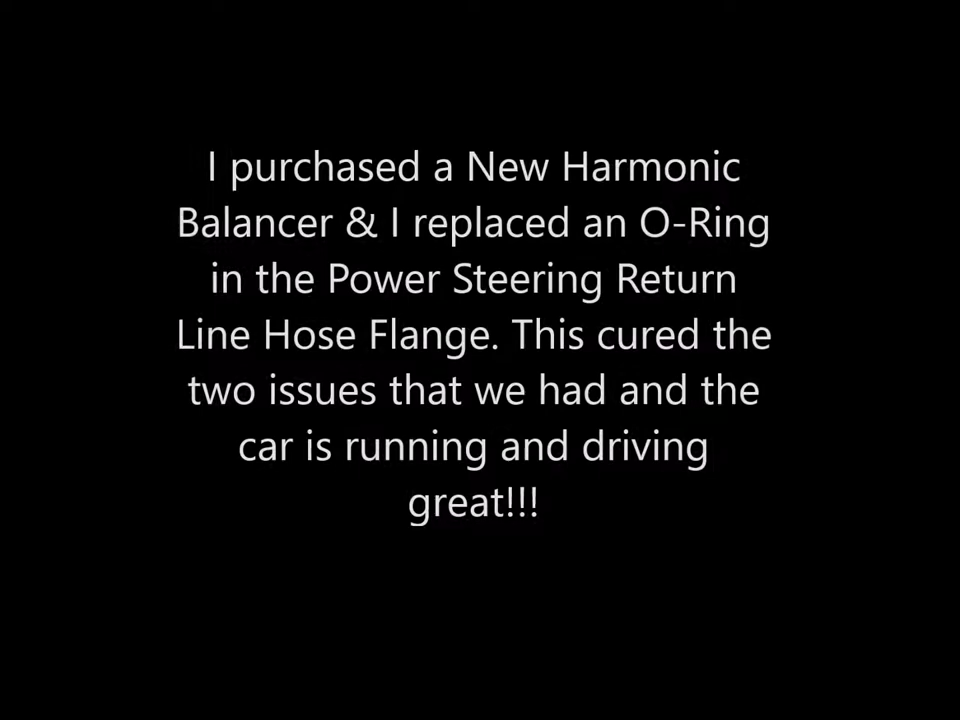 I purchased a New Harmonic
Balancer & I replaced an O-Ring
in the Power Steering Return
Line Hose Flange. This cured the
two issues that we had and the
car is running and driving
great!!!